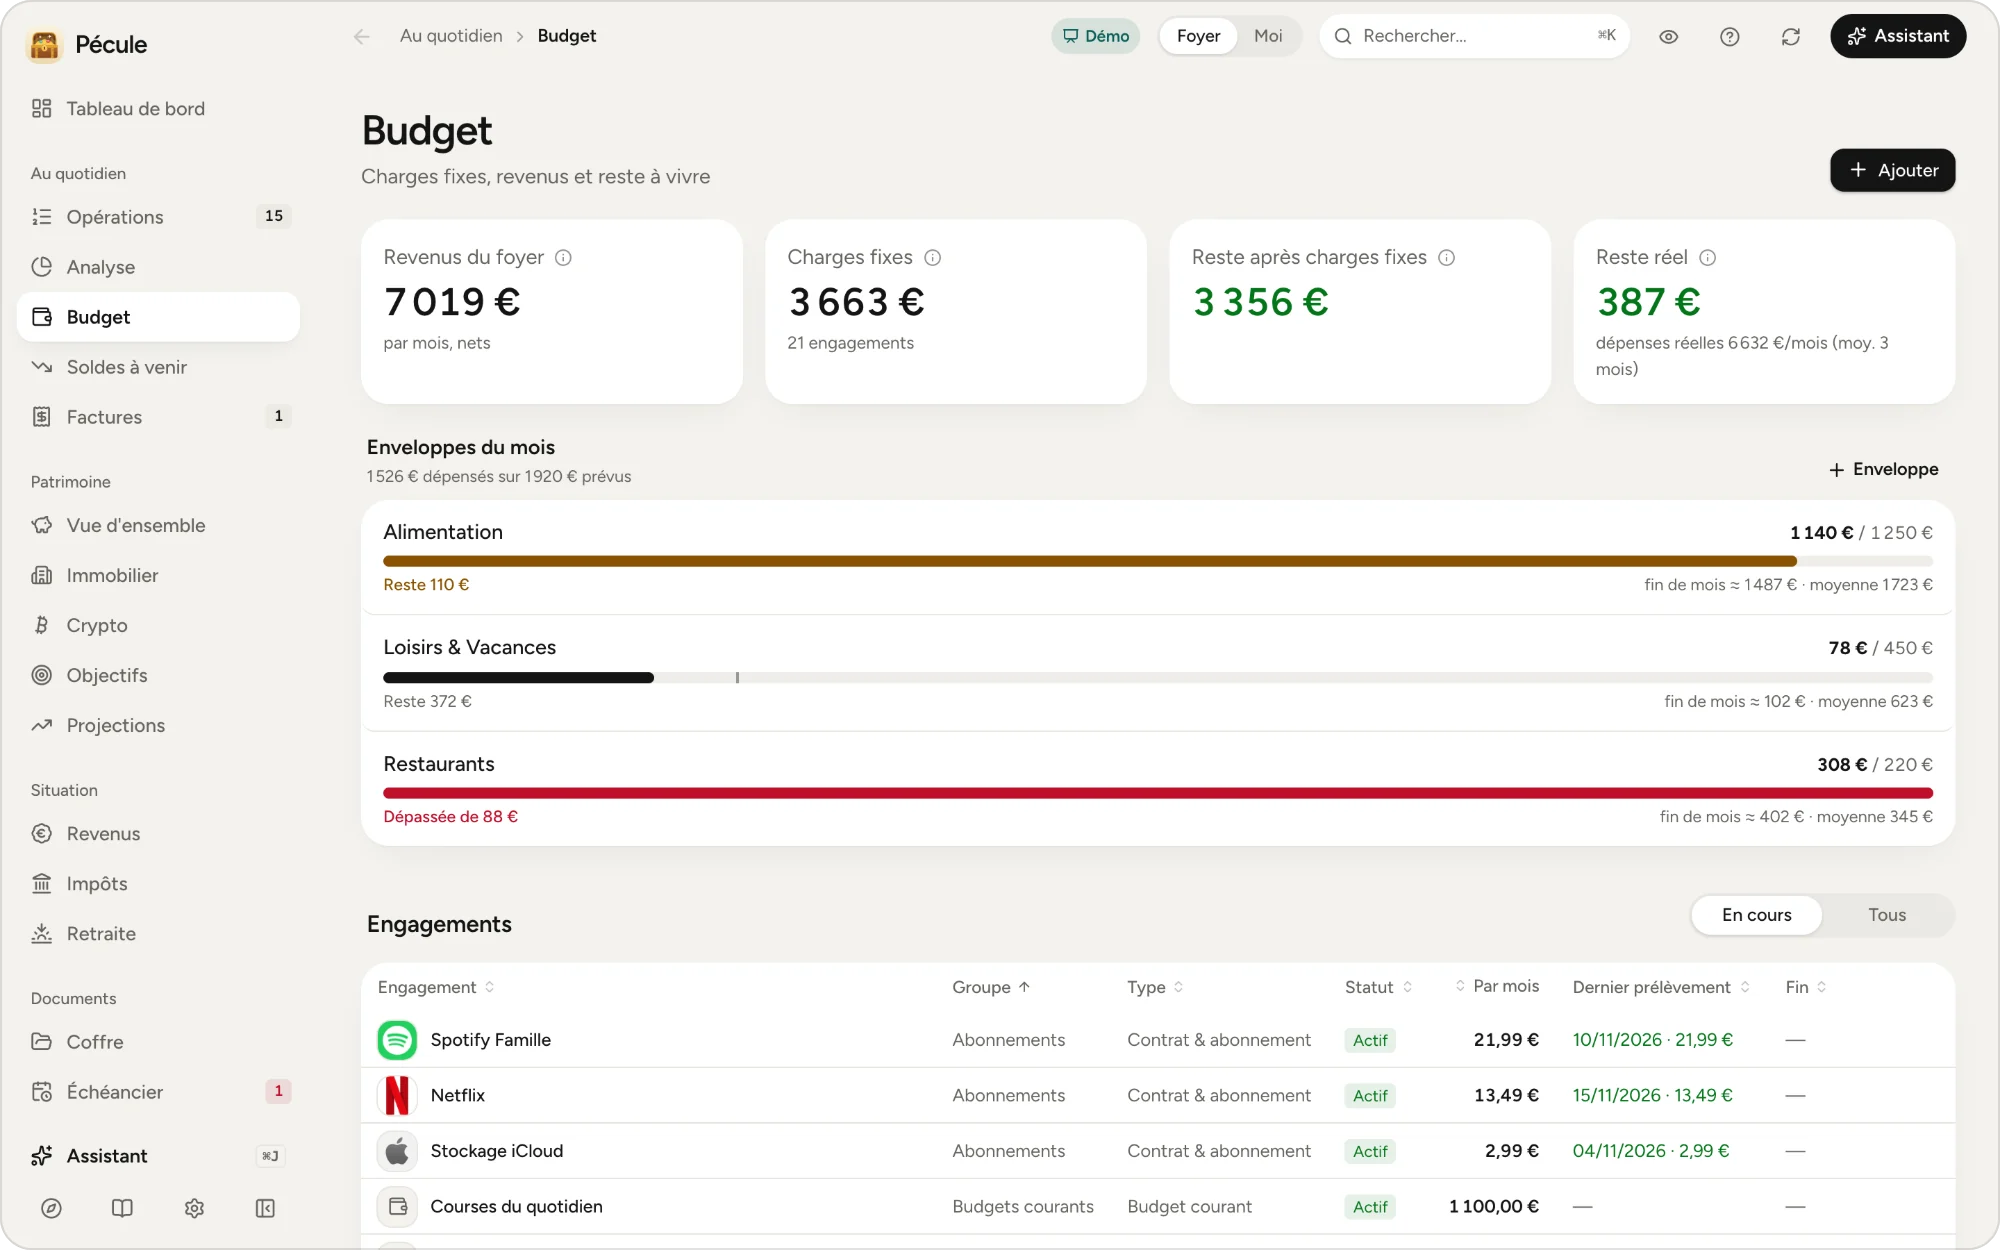 Pécule
Au quotidien
Budget
Démo
Foyer
Moi
Rechercher...
⌘K
Assistant
Tableau de bord
Au quotidien
Opérations
15
Analyse
Budget
Soldes à venir
Factures
1
Patrimoine
Vue d'ensemble
Immobilier
Crypto
Objectifs
Projections
Situation
Revenus
Impôts
Retraite
Documents
Coffre
Échéancier
1
Assistant
⌘J
Budget
Charges fixes, revenus et reste à vivre
Ajouter
Revenus du foyer
7 019 €
par mois, nets
Charges fixes
3 663 €
21 engagements
Reste après charges fixes
3 356 €
Reste réel
387 €
dépenses réelles 6 632 €/mois (moy. 3
mois)
Enveloppes du mois
1 526 € dépensés sur 1 920 € prévus
Enveloppe
Alimentation
1 140 € / 1 250 €
Reste 110 €
fin de mois ≈ 1 487 € · moyenne 1 723 €
Loisirs & Vacances
78 € / 450 €
Reste 372 €
fin de mois ≈ 102 € · moyenne 623 €
Restaurants
308 € / 220 €
Dépassée de 88 €
fin de mois ≈ 402 € · moyenne 345 €
Engagements
En cours
Tous
Engagement Groupe Type Statut Par mois Dernier prélèvement Fin
Spotify Famille Abonnements Contrat & abonnement Actif 21,99 € 10/11/2026 · 21,99 € —
Netflix Abonnements Contrat & abonnement Actif 13,49 € 15/11/2026 · 13,49 € —
Stockage iCloud Abonnements Contrat & abonnement Actif 2,99 € 04/11/2026 · 2,99 € —
Courses du quotidien Budgets courants Budget courant Actif 1 100,00 € — —